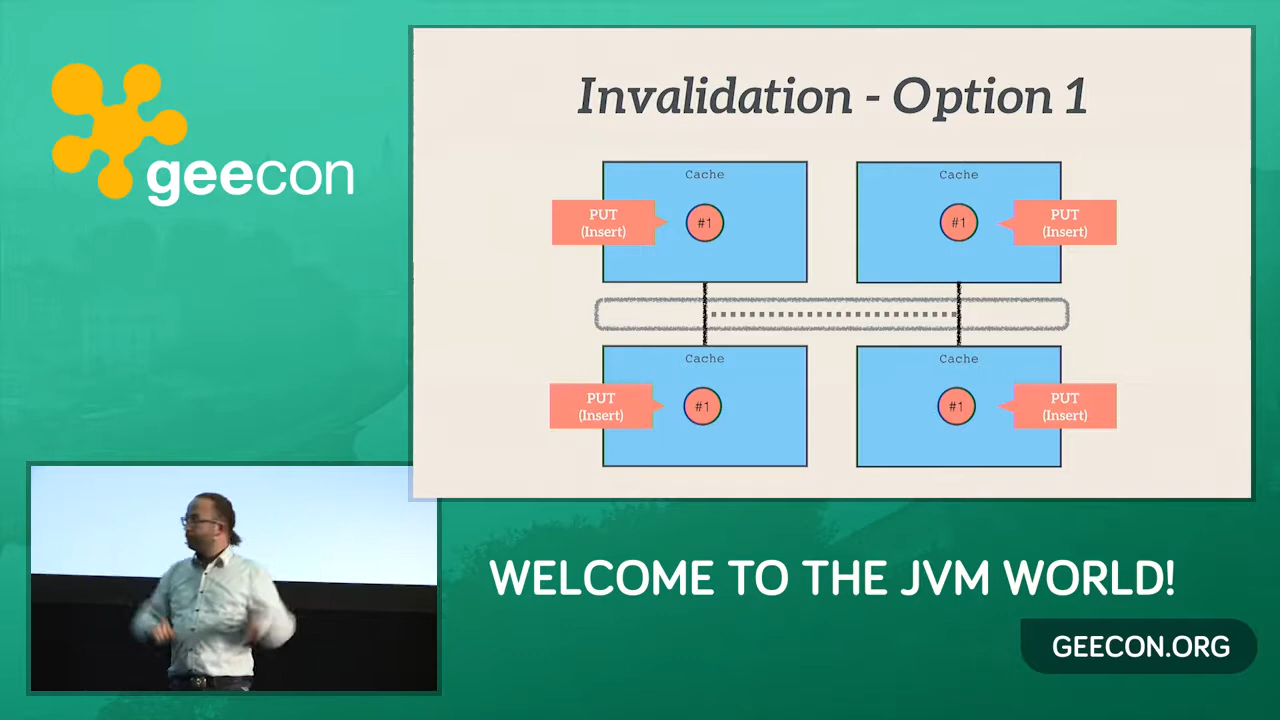 geecon
Invalidation - Option 1
Cache
PUT
(Insert)
#1
Cache
#1
PUT
(Insert)
Cache
PUT
(Insert)
#1
Cache
#1
PUT
(Insert)
WELCOME TO THE JVM WORLD!
GEECON.ORG